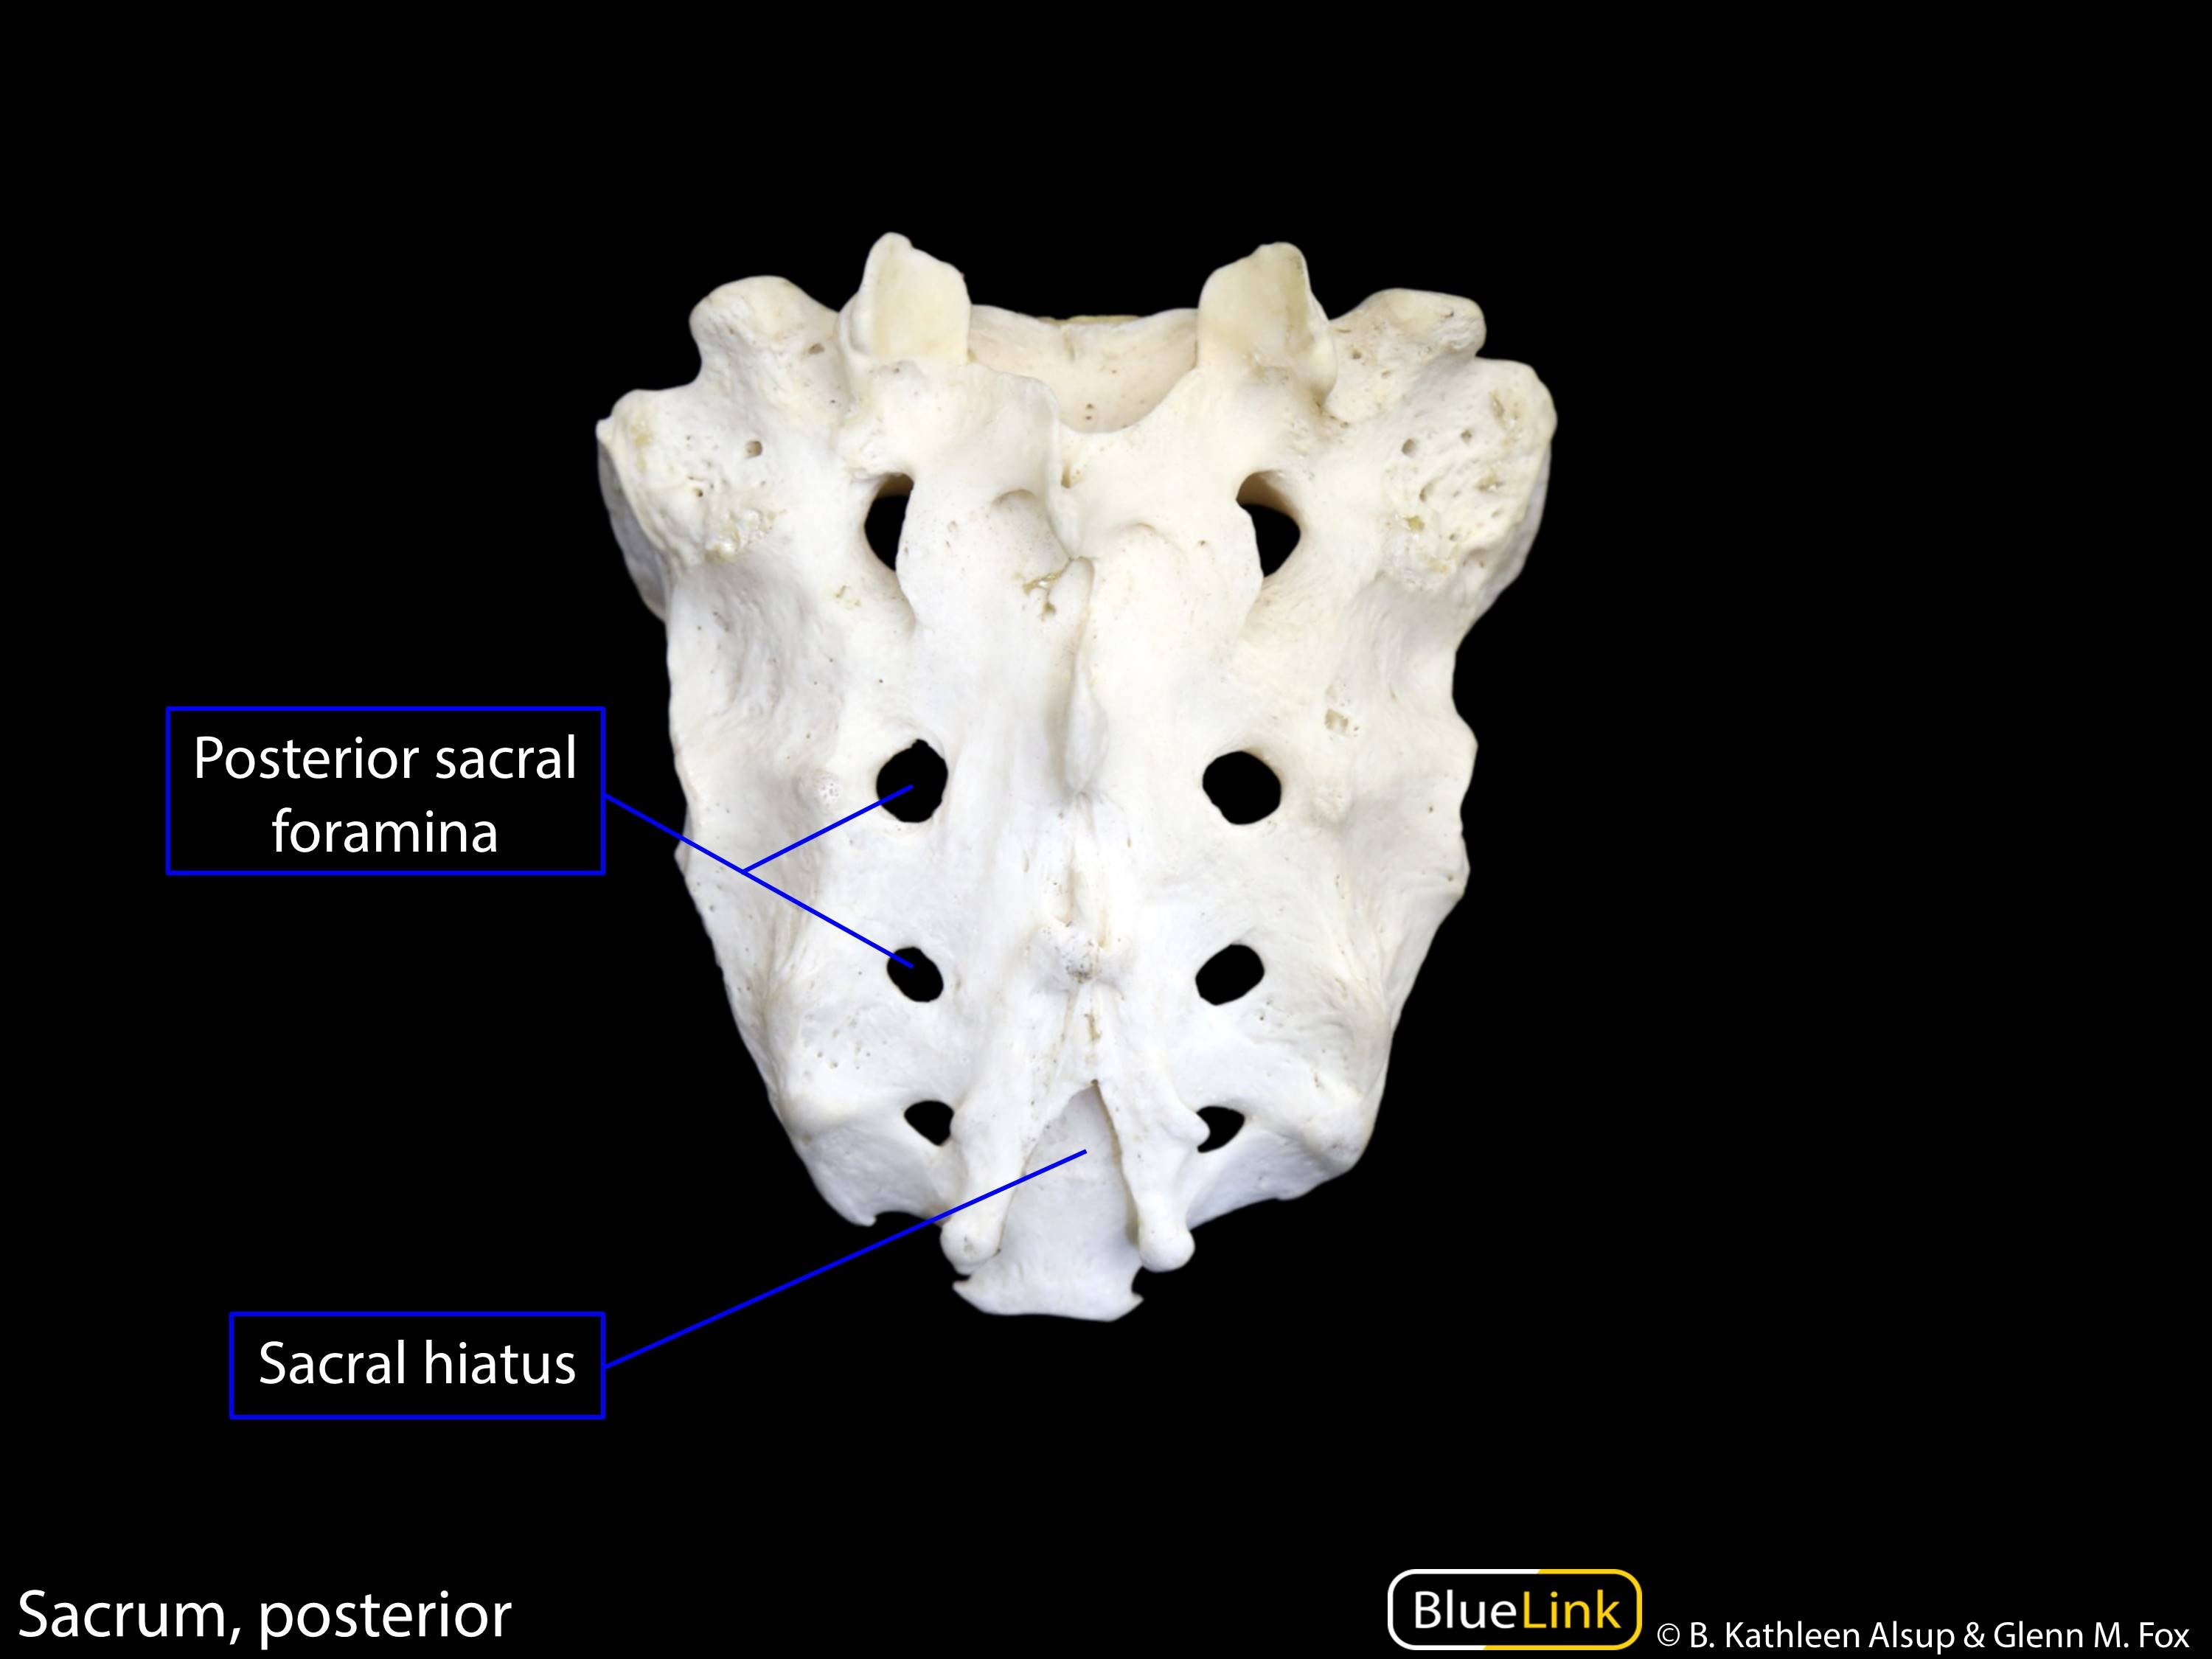 Posterior sacral
foramina
Sacral hiatus
Sacrum, posterior
BlueLink
© B. Kathleen Alsup & Glenn M. Fox